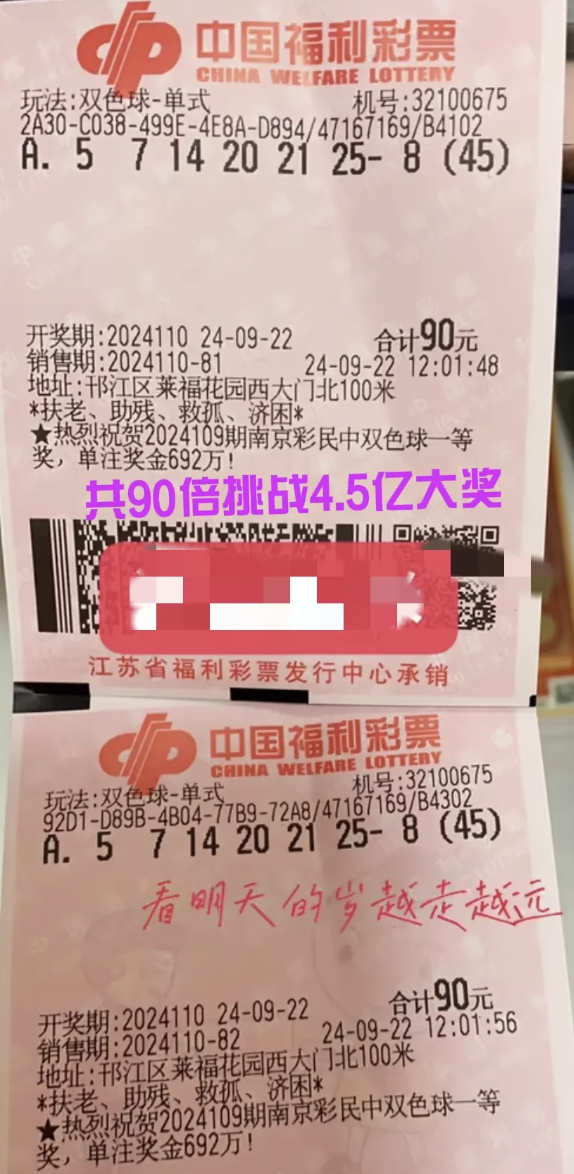 中国福利彩票
CHINA WELFARE LOTTERY
玩法:双色球-单式 机号:32100675
2A30-C038-499E-4E8A-D894/47167169/B4102
A. 5 7 14 20 21 25- 8 (45)
开奖期:2024110 24-09-22 合计90元
销售期:2024110-81 24-09-22 12:01:48
地址:邗江区莱福花园西大门北100米
*扶老、助残、救孤、济困*
★热烈祝贺2024109期南京彩民中双色球一等
奖，单注奖金692万!
共90倍挑战4.5亿大奖
江苏省福利彩票发行中心承销
中国福利彩票
CHINA WELFARE LOTTERY
玩法:双色球-单式 机号:32100675
92D1-D89B-4B04-77B9-72A8/47167169/B4302
A. 5 7 14 20 21 25- 8 (45)
看明天的岁越走越远
开奖期:2024110 24-09-22 合计90元
销售期:2024110-82 24-09-22 12:01:56
地址:邗江区莱福花园西大门北100米
*扶老、助残、救孤、济困*
★热烈祝贺2024109期南京彩民中双色球一等
奖，单注奖金692万!